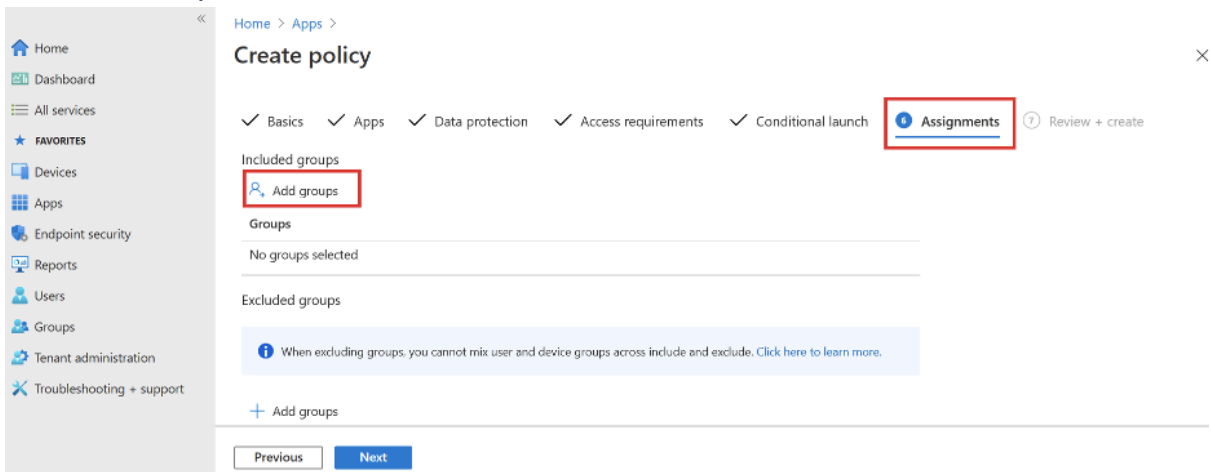 «
Home
Dashboard
All services
FAVORITES
Devices
Apps
Endpoint security
Reports
Users
Groups
Tenant administration
Troubleshooting + support
Home > Apps >
Create policy
Basics Apps Data protection Access requirements Conditional launch 6 Assignments 7 Review + create
Included groups
Add groups
Groups
No groups selected
Excluded groups
When excluding groups, you cannot mix user and device groups across include and exclude. Click here to learn more.
+ Add groups
Previous Next